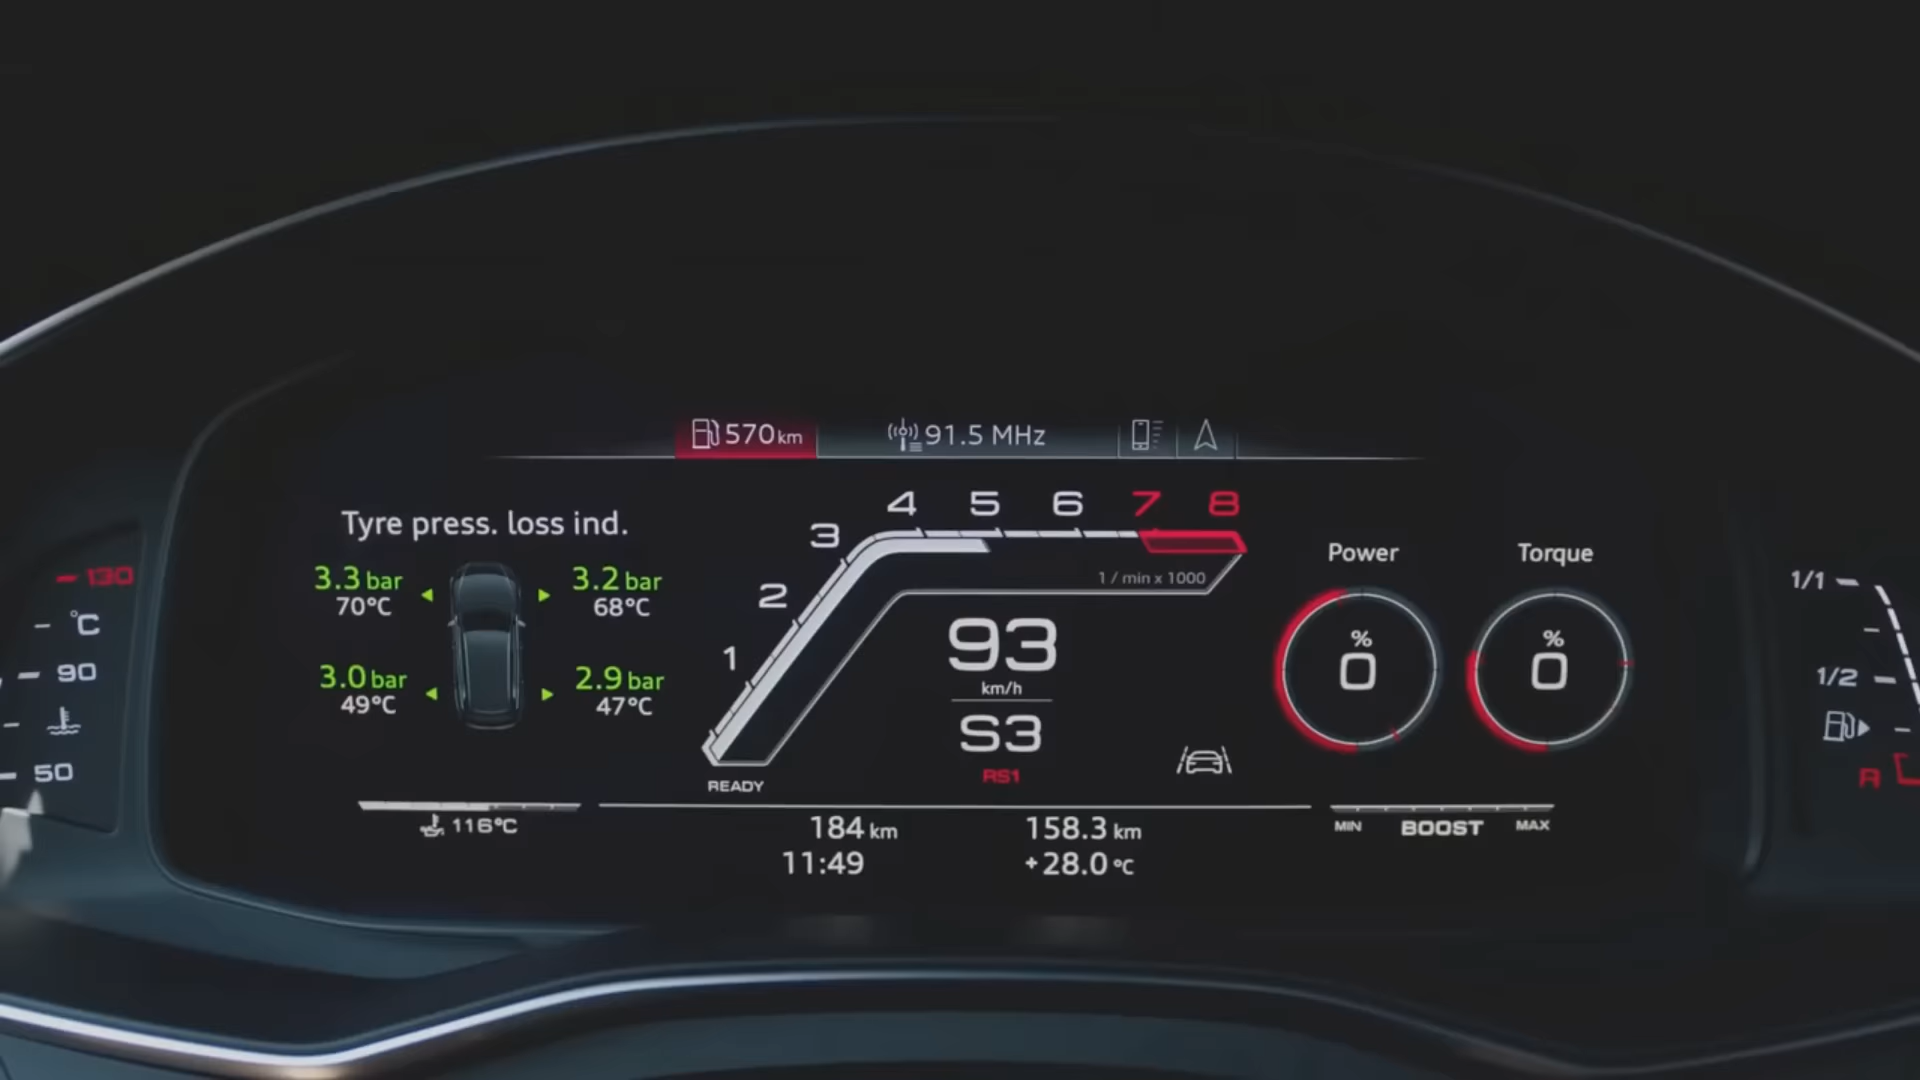 570 km
91.5 MHz
Tyre press. loss ind.
3.3 bar
70°C
3.2 bar
68°C
3.0 bar
49°C
2.9 bar
47°C
116°C
1
2
3
4
5
6
7
8
1 / min x 1000
93
km/h
S3
RS1
READY
184 km
158.3 km
11:49
+28.0 °C
Power
%
0
Torque
%
0
MIN BOOST MAX
130
°C
90
50
1/1
1/2
R